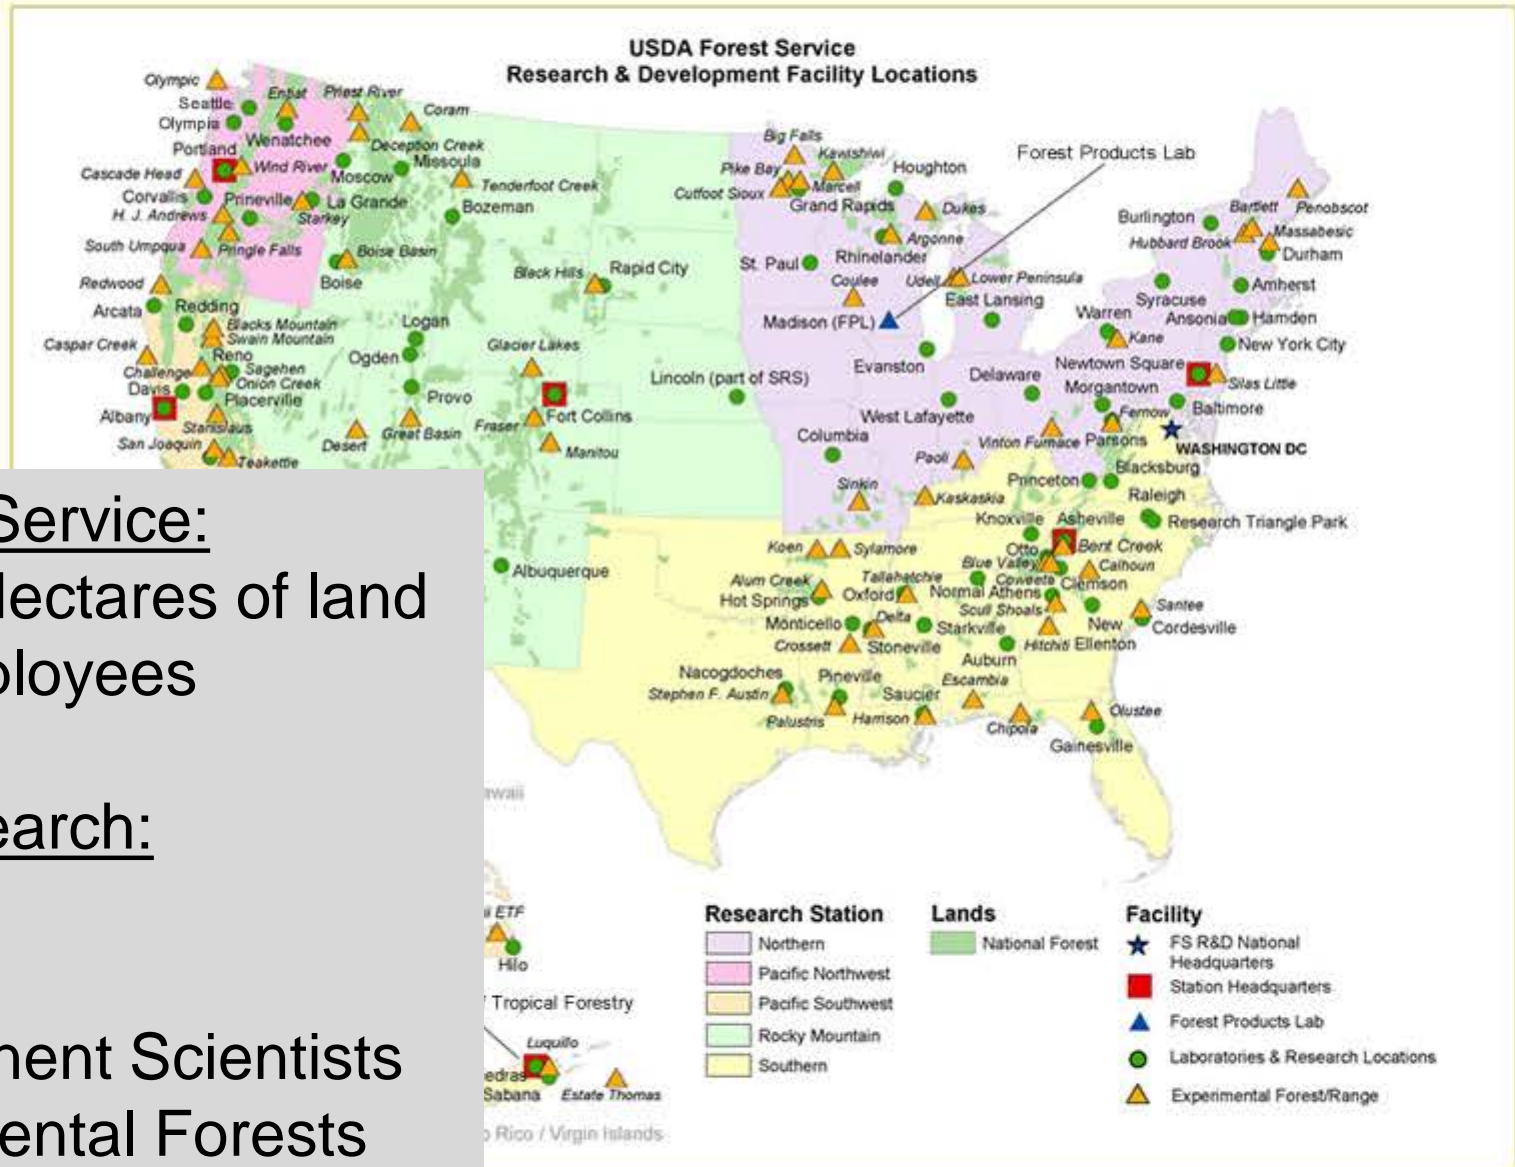 USDA Forest Service
Research & Development Facility Locations
Olympic
Seattle
Entiat
Priest River
Coram
Olympia
Wenatchee
Deception Creek
Portland
Wind River
Missoula
Cascade Head
Moscow
Tenderfoot Creek
Corvallis
Prineville
La Grande
Bozeman
H. J. Andrews
Starkey
South Umpqua
Pringle Falls
Boise Basin
Boise
Redwood
Arcata
Redding
Blacks Mountain
Swain Mountain
Caspar Creek
Reno
Sagehen
Challenge
Onion Creek
Davis
Placerville
Albany
Stanislaus
San Joaquin
Teakettle
Logan
Ogden
Provo
Desert
Great Basin
Black Hills
Rapid City
Glacier Lakes
Fort Collins
Fraser
Manitou
Lincoln (part of SRS)
Albuquerque
Big Falls
Kawishiwi
Pike Bay
Marcell
Cutfoot Sioux
Grand Rapids
Houghton
Dukes
Argonne
Rhinelander
St. Paul
Coulee
Udell
Lower Peninsula
East Lansing
Madison (FPL)
Forest Products Lab
Evanston
Delaware
West Lafayette
Columbia
Vinton Furnace
Paoli
Sinkin
Kaskaskia
Burlington
Bartlett
Penobscot
Hubbard Brook
Massabesic
Durham
Amherst
Syracuse
Ansonia
Hamden
Warren
Kane
New York City
Newtown Square
Silas Little
Morgantown
Baltimore
Fernow
Parsons
WASHINGTON DC
Blacksburg
Princeton
Raleigh
Research Triangle Park
Knoxville
Asheville
Otto
Bent Creek
Blue Valley
Coweeta
Clemson
Calhoun
Koen
Sylamore
Alum Creek
Hot Springs
Tallahatchie
Oxford
Normal
Athens
Scull Shoals
Santee
Cordesville
Monticello
Delta
Starkville
New
Ellenton
Hitchiti
Crossett
Stoneville
Auburn
Nacogdoches
Pineville
Saucier
Escambia
Stephen F. Austin
Palustris
Harrison
Chipola
Olustee
Gainesville
Service:
Hectares of land
ployees
earch:
nent Scientists
ental Forests
waii
ETF
Hilo
Tropical Forestry
Luquillo
edras
Sabana
Estate Thomas
Rico / Virgin Islands
Research Station
Northern
Pacific Northwest
Pacific Southwest
Rocky Mountain
Southern
Lands
National Forest
Facility
FS R&D National
Headquarters
Station Headquarters
Forest Products Lab
Laboratories & Research Locations
Experimental Forest/Range